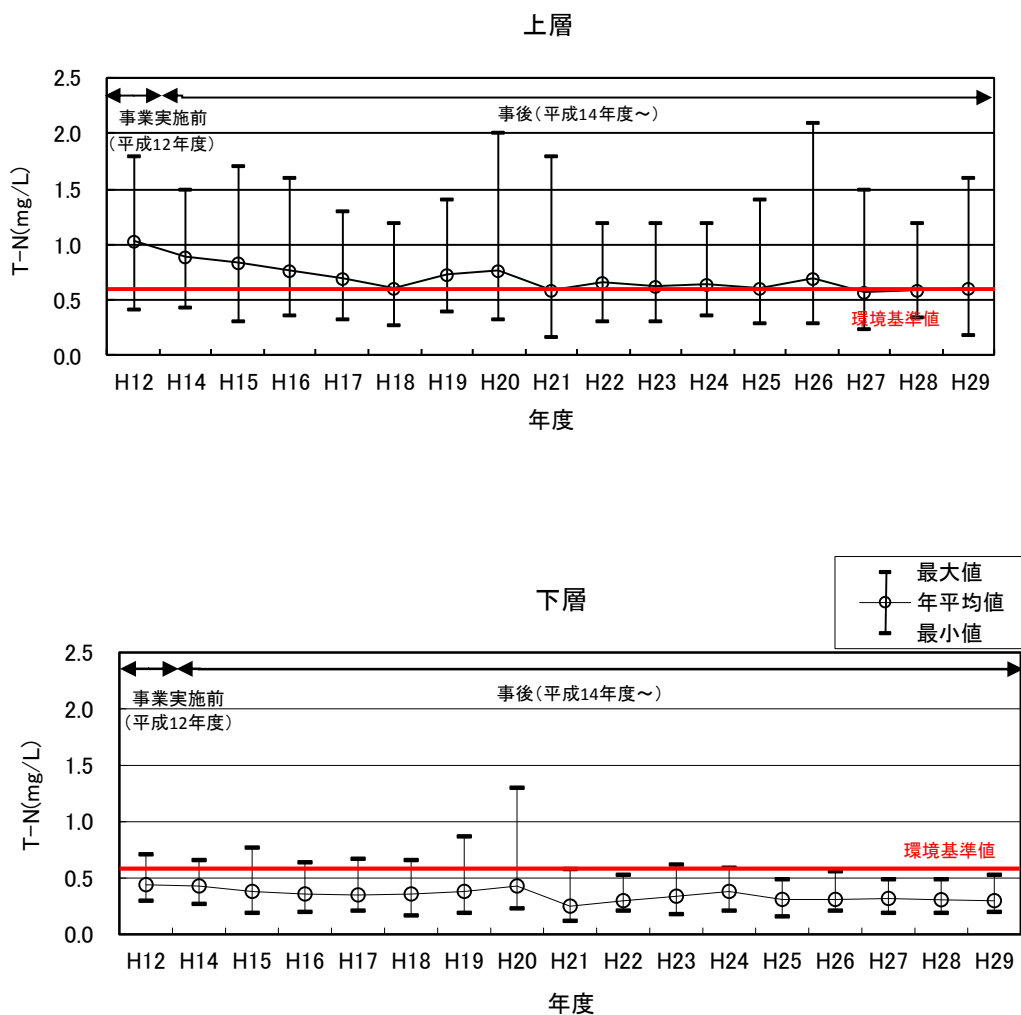 上層
2.5
2.0
1.5
1.0
0.5
0.0
T-N(mg/L)
事業実施前
(平成12年度)
事後(平成14年度～)
環境基準値
H12 H14 H15 H16 H17 H18 H19 H20 H21 H22 H23 H24 H25 H26 H27 H28 H29
年度
最大値
年平均値
最小値
下層
2.5
2.0
1.5
1.0
0.5
0.0
T-N(mg/L)
事業実施前
(平成12年度)
事後(平成14年度～)
環境基準値
H12 H14 H15 H16 H17 H18 H19 H20 H21 H22 H23 H24 H25 H26 H27 H28 H29
年度